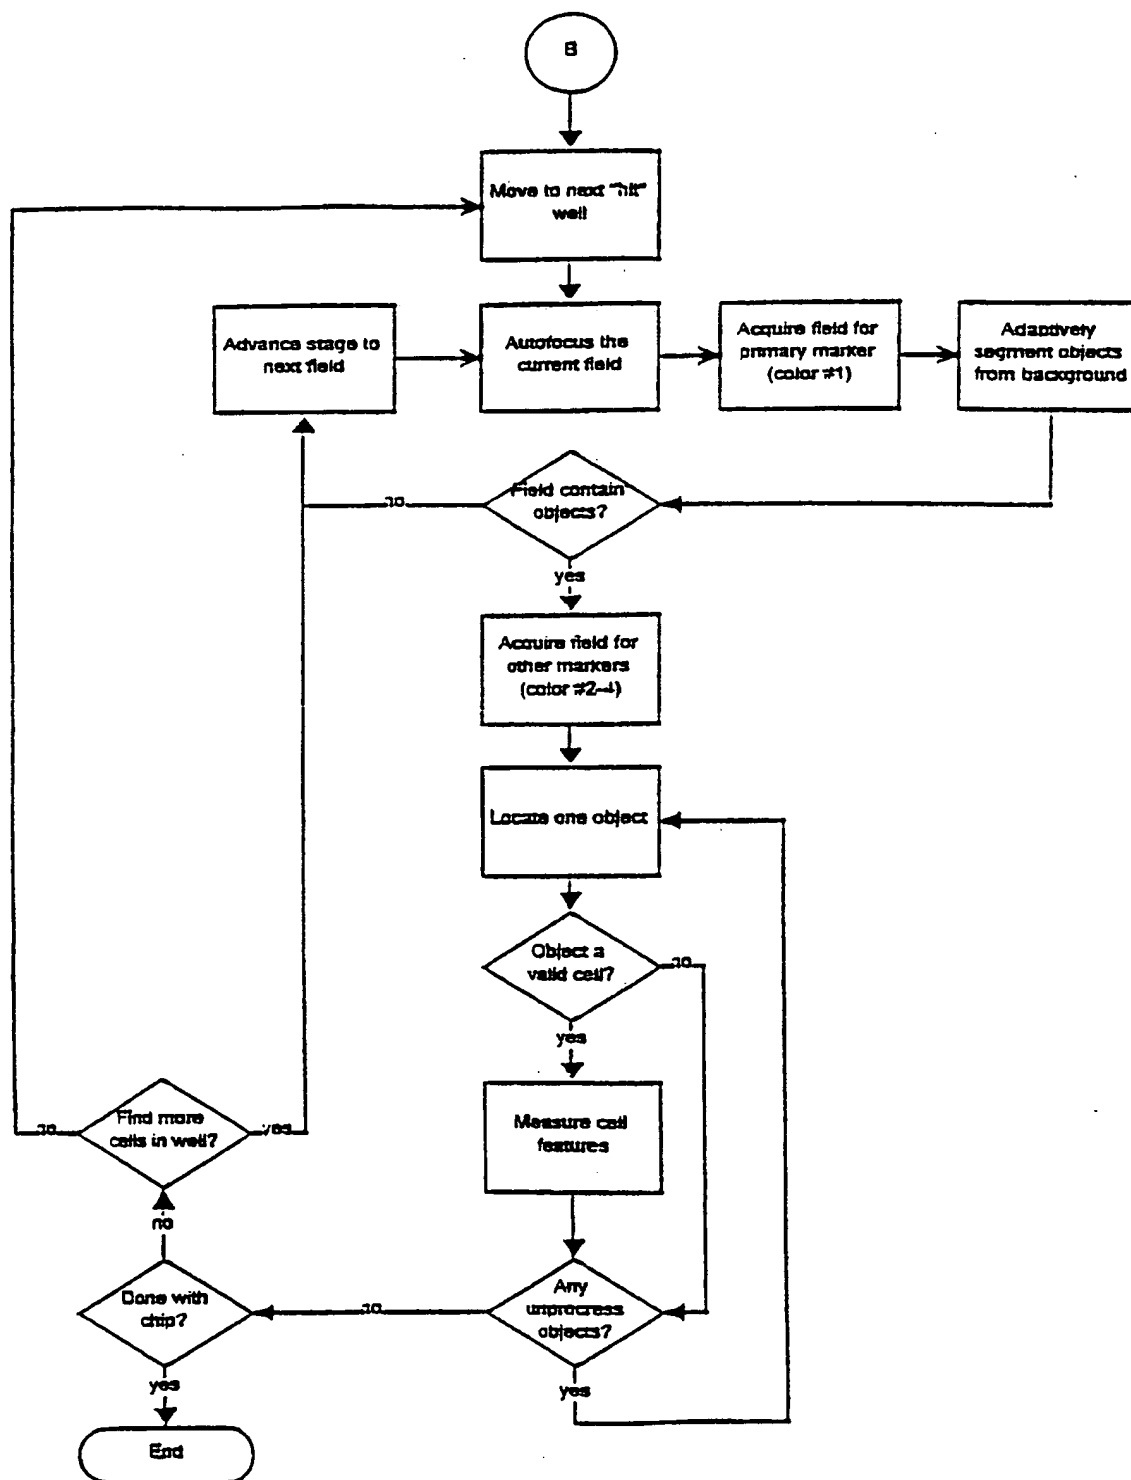 B
Move to next "hit"
well
Advance stage to
next field
Autofocus the
current field
Acquire field for
primary marker
(color #1)
Adaptively
segment objects
from background
Field contain
objects?
no
yes
Acquire field for
other markers
(color #2-4)
Locate one object
Object a
valid cell?
no
yes
Measure cell
features
Find more
cells in well?
no
yes
no
Done with
chip?
no
Any
unprocess
objects?
yes
yes
End